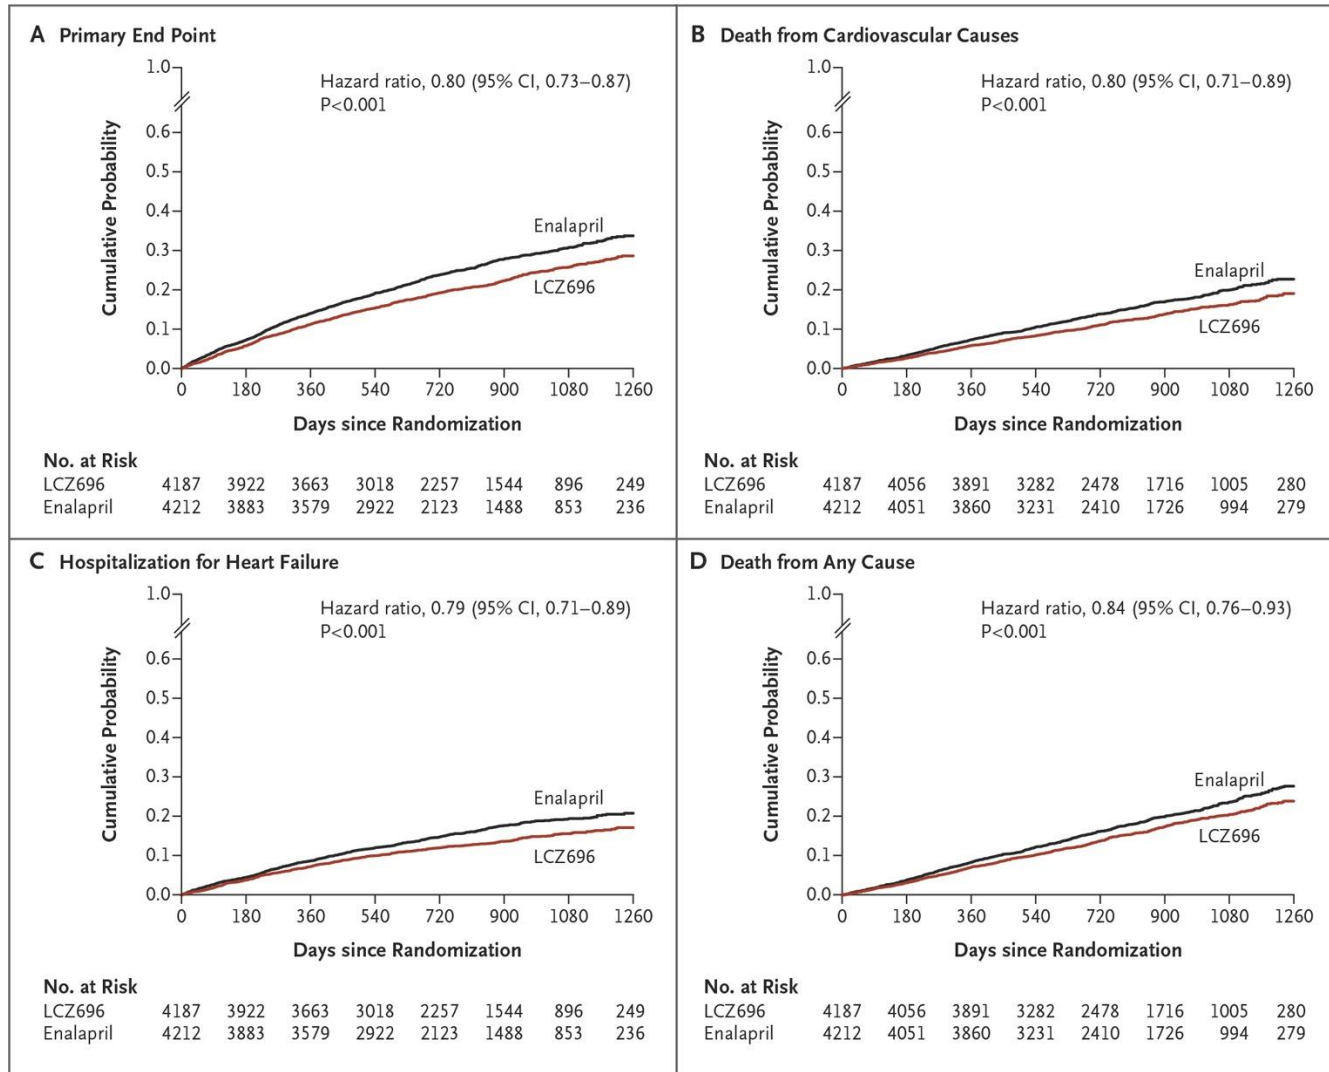 A Primary End Point
Hazard ratio, 0.80 (95% CI, 0.73–0.87)
P<0.001
Cumulative Probability
1.0
0.6
0.5
0.4
0.3
0.2
0.1
0.0
Enalapril
LCZ696
0 180 360 540 720 900 1080 1260
Days since Randomization
No. at Risk
LCZ696 4187 3922 3663 3018 2257 1544 896 249
Enalapril 4212 3883 3579 2922 2123 1488 853 236
B Death from Cardiovascular Causes
Hazard ratio, 0.80 (95% CI, 0.71–0.89)
P<0.001
Cumulative Probability
1.0
0.6
0.5
0.4
0.3
0.2
0.1
0.0
Enalapril
LCZ696
0 180 360 540 720 900 1080 1260
Days since Randomization
No. at Risk
LCZ696 4187 4056 3891 3282 2478 1716 1005 280
Enalapril 4212 4051 3860 3231 2410 1726 994 279
C Hospitalization for Heart Failure
Hazard ratio, 0.79 (95% CI, 0.71–0.89)
P<0.001
Cumulative Probability
1.0
0.6
0.5
0.4
0.3
0.2
0.1
0.0
Enalapril
LCZ696
0 180 360 540 720 900 1080 1260
Days since Randomization
No. at Risk
LCZ696 4187 3922 3663 3018 2257 1544 896 249
Enalapril 4212 3883 3579 2922 2123 1488 853 236
D Death from Any Cause
Hazard ratio, 0.84 (95% CI, 0.76–0.93)
P<0.001
Cumulative Probability
1.0
0.6
0.5
0.4
0.3
0.2
0.1
0.0
Enalapril
LCZ696
0 180 360 540 720 900 1080 1260
Days since Randomization
No. at Risk
LCZ696 4187 4056 3891 3282 2478 1716 1005 280
Enalapril 4212 4051 3860 3231 2410 1726 994 279